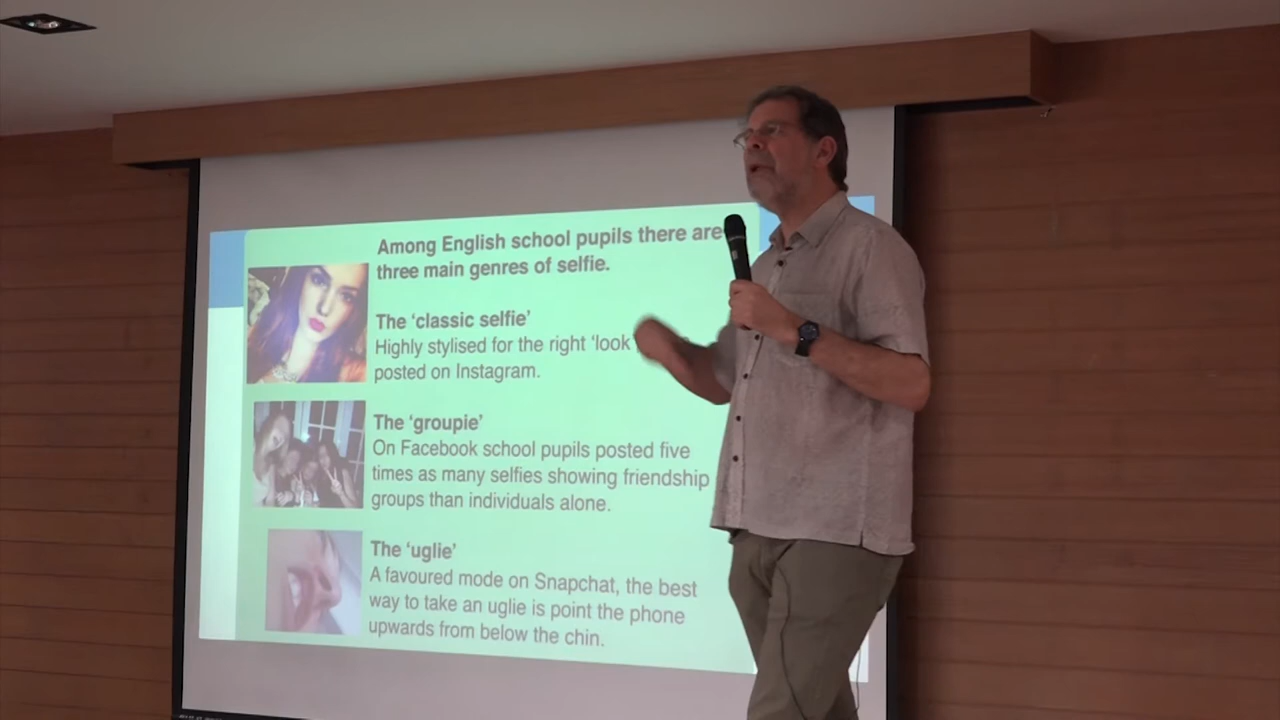 Among English school pupils there are
three main genres of selfie.
The ‘classic selfie’
Highly stylised for the right ‘look
posted on Instagram.
The ‘groupie’
On Facebook school pupils posted five
times as many selfies showing friendship
groups than individuals alone.
The ‘uglie’
A favoured mode on Snapchat, the best
way to take an uglie is point the phone
upwards from below the chin.